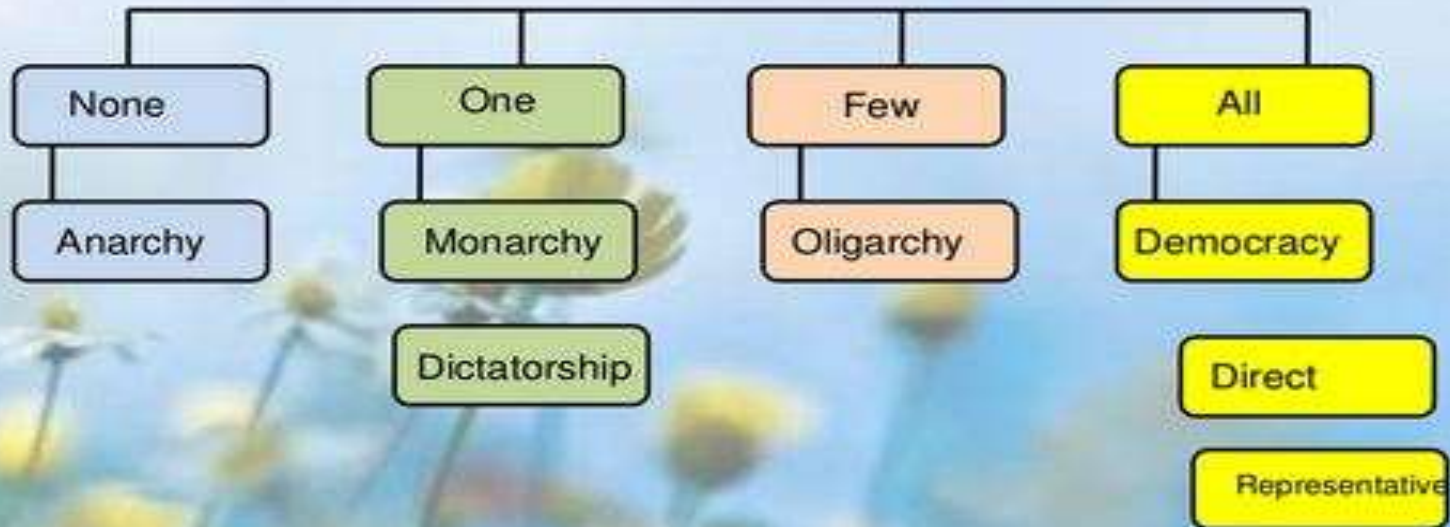 None
One
Few
All
Anarchy
Monarchy
Oligarchy
Democracy
Dictatorship
Direct
Representative